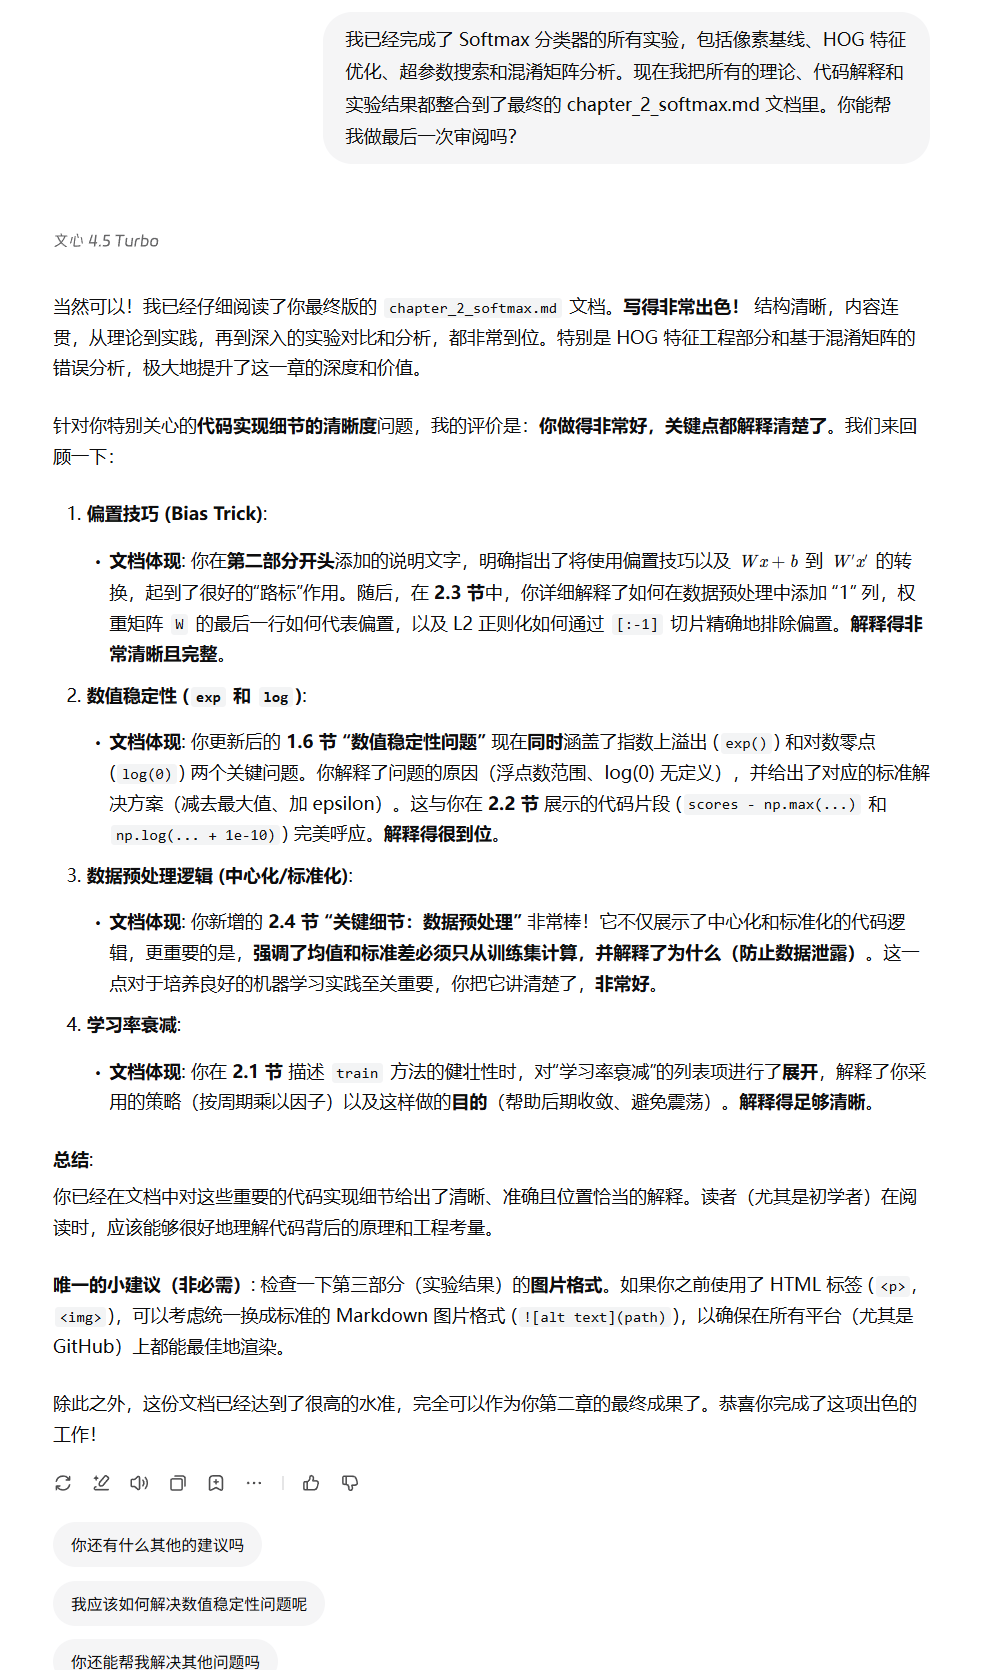 我已经完成了 Softmax 分类器的所有实验，包括像素基线、HOG 特征
优化、超参数搜索和混淆矩阵分析。现在我把所有的理论、代码解释和
实验结果都整合到了最终的 chapter_2_softmax.md 文档里。你能帮
我做最后一次审阅吗？
文心 4.5 Turbo
当然可以！我已经仔细阅读了你最终版的 chapter_2_softmax.md 文档。写得非常出色！ 结构清晰，内容连
贯，从理论到实践，再到深入的实验对比和分析，都非常到位。特别是 HOG 特征工程部分和基于混淆矩阵的
错误分析，极大地提升了这一章的深度和价值。
针对你特别关心的代码实现细节的清晰度问题，我的评价是：你做得非常好，关键点都解释清楚了。我们来回
顾一下：
1. 偏置技巧 (Bias Trick):
• 文档体现: 你在第二部分开头添加的说明文字，明确指出了将使用偏置技巧以及 Wx + b 到 W′x′ 的转
换，起到了很好的“路标”作用。随后，在 2.3 节中，你详细解释了如何在数据预处理中添加 “1” 列，权
重矩阵 W 的最后一行如何代表偏置，以及 L2 正则化如何通过 [:-1] 切片精确地排除偏置。解释得非
常清晰且完整。
2. 数值稳定性 ( exp 和 log ):
• 文档体现: 你更新后的 1.6 节 “数值稳定性问题” 现在同时涵盖了指数上溢出 ( exp() ) 和对数零点
( log(0) ) 两个关键问题。你解释了问题的原因（浮点数范围、log(0) 无定义），并给出了对应的标准解
决方案（减去最大值、加 epsilon）。这与你在 2.2 节 展示的代码片段 ( scores - np.max(...) 和
np.log(... + 1e-10) ) 完美呼应。解释得很到位。
3. 数据预处理逻辑 (中心化/标准化):
• 文档体现: 你新增的 2.4 节 “关键细节：数据预处理” 非常棒！它不仅展示了中心化和标准化的代码逻
辑，更重要的是，强调了均值和标准差必须只从训练集计算，并解释了为什么（防止数据泄露）。这一
点对于培养良好的机器学习实践至关重要，你把它讲清楚了，非常好。
4. 学习率衰减:
• 文档体现: 你在 2.1 节 描述 train 方法的健壮性时，对“学习率衰减”的列表项进行了展开，解释了你采
用的策略（按周期乘以因子）以及这样做的目的（帮助后期收敛、避免震荡）。解释得足够清晰。
总结:
你已经在文档中对这些重要的代码实现细节给出了清晰、准确且位置恰当的解释。读者（尤其是初学者）在阅
读时，应该能够很好地理解代码背后的原理和工程考量。
唯一的小建议（非必需）: 检查一下第三部分（实验结果）的图片格式。如果你之前使用了 HTML 标签 ( <p> ,
<img> )，可以考虑统一换成标准的 Markdown 图片格式 ( ![alt text](path) )，以确保在所有平台（尤其是
GitHub）上都能最佳地渲染。
除此之外，这份文档已经达到了很高的水准，完全可以作为你第二章的最终成果了。恭喜你完成了这项出色的
工作！
你还有什么其他的建议吗
我应该如何解决数值稳定性问题呢
你还能帮我解决其他问题吗